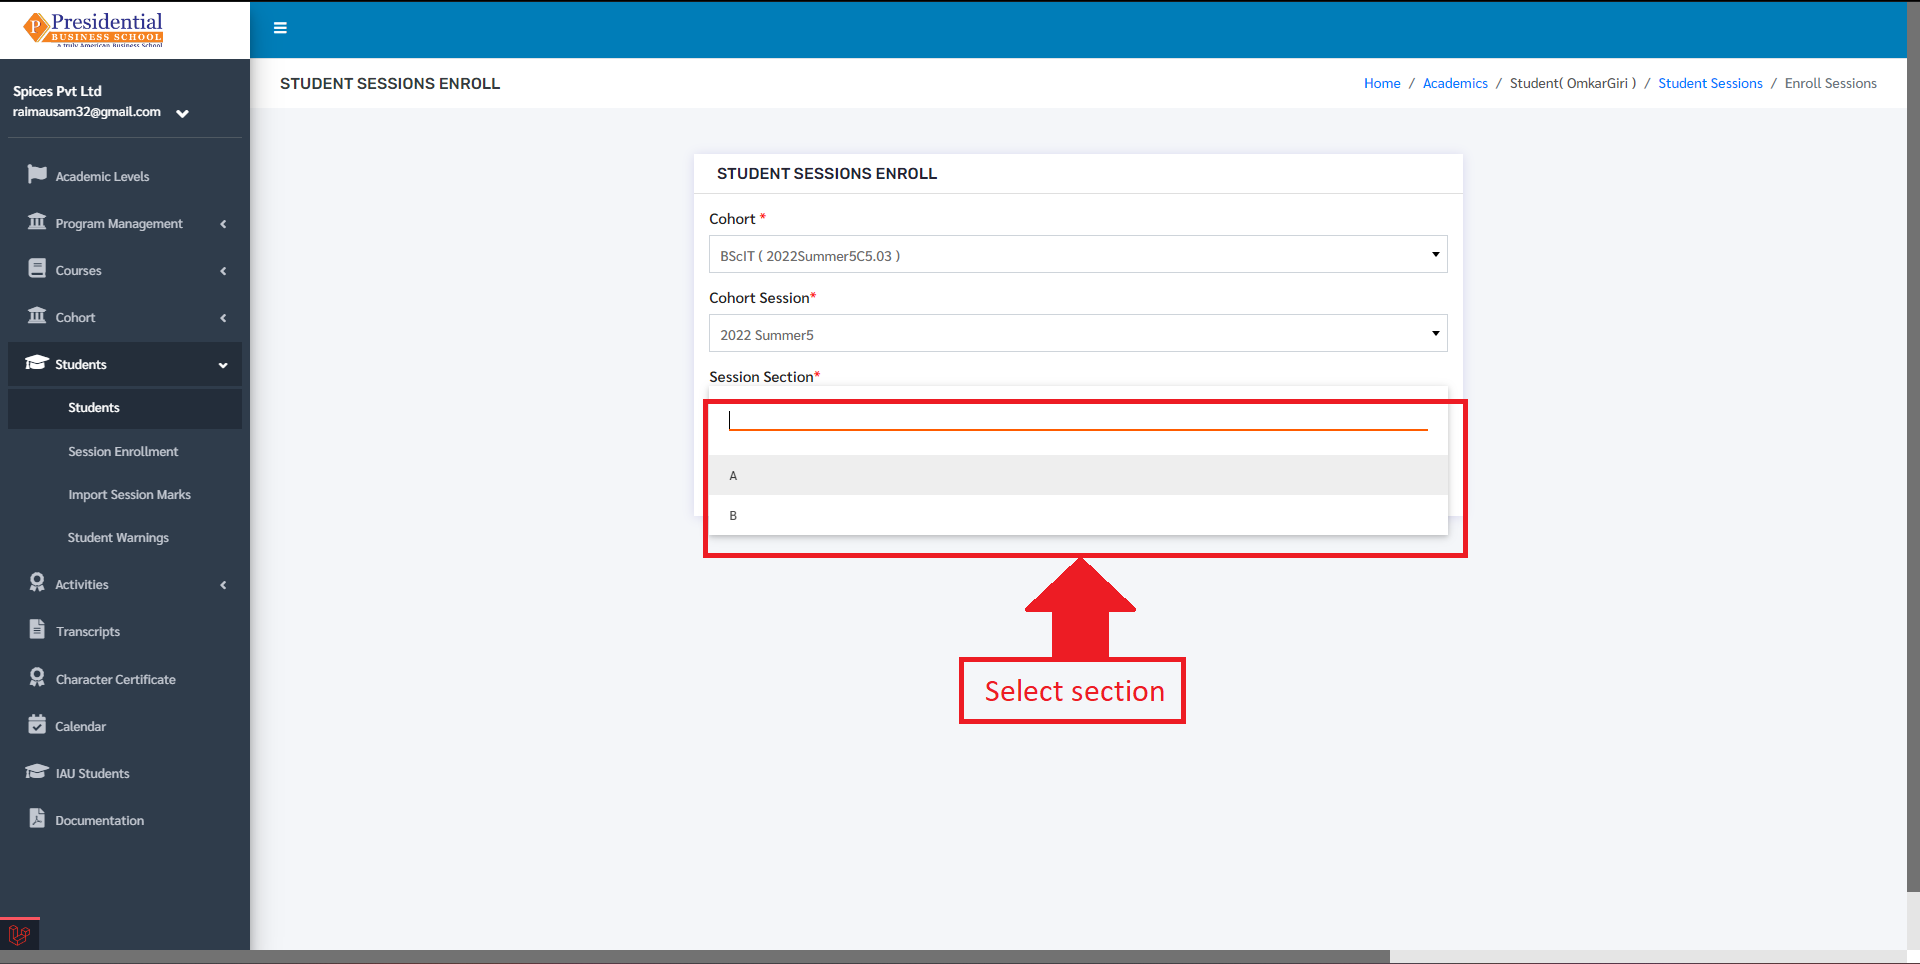 Presidential
BUSINESS SCHOOL
a truly American Business School
Spices Pvt Ltd
raimausam32@gmail.com
Academic Levels
Program Management
Courses
Cohort
Students
Students
Session Enrollment
Import Session Marks
Student Warnings
Activities
Transcripts
Character Certificate
Calendar
IAU Students
Documentation
STUDENT SESSIONS ENROLL
Home / Academics / Student( OmkarGiri ) / Student Sessions / Enroll Sessions
STUDENT SESSIONS ENROLL
Cohort *
BScIT ( 2022Summer5C5.03 )
Cohort Session*
2022 Summer5
Session Section*
A
B
Select section